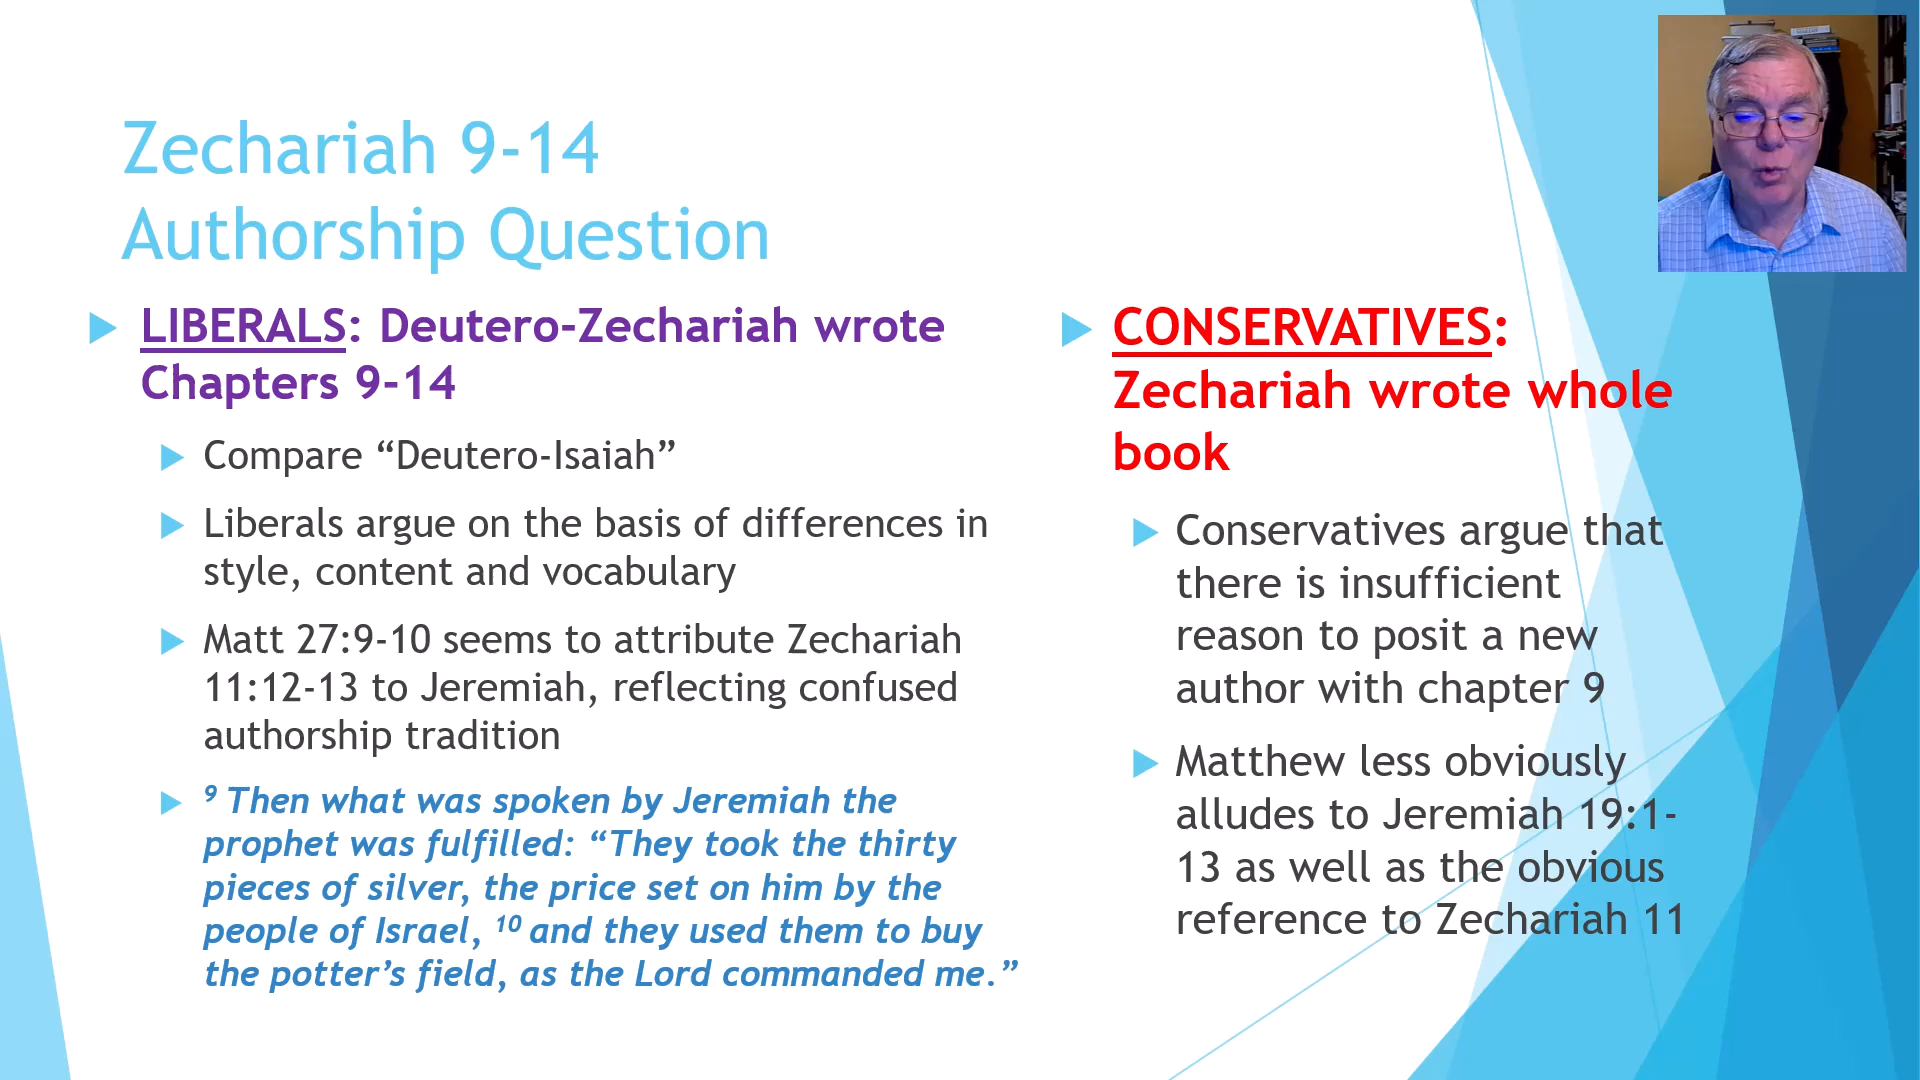 Zechariah 9-14
Authorship Question
LIBERALS: Deutero-Zechariah wrote
Chapters 9-14
Compare “Deutero-Isaiah”
Liberals argue on the basis of differences in
style, content and vocabulary
Matt 27:9-10 seems to attribute Zechariah
11:12-13 to Jeremiah, reflecting confused
authorship tradition
⁹ Then what was spoken by Jeremiah the
prophet was fulfilled: “They took the thirty
pieces of silver, the price set on him by the
people of Israel, ¹⁰ and they used them to buy
the potter’s field, as the Lord commanded me.”
CONSERVATIVES:
Zechariah wrote whole
book
Conservatives argue that
there is insufficient
reason to posit a new
author with chapter 9
Matthew less obviously
alludes to Jeremiah 19:1-
13 as well as the obvious
reference to Zechariah 11